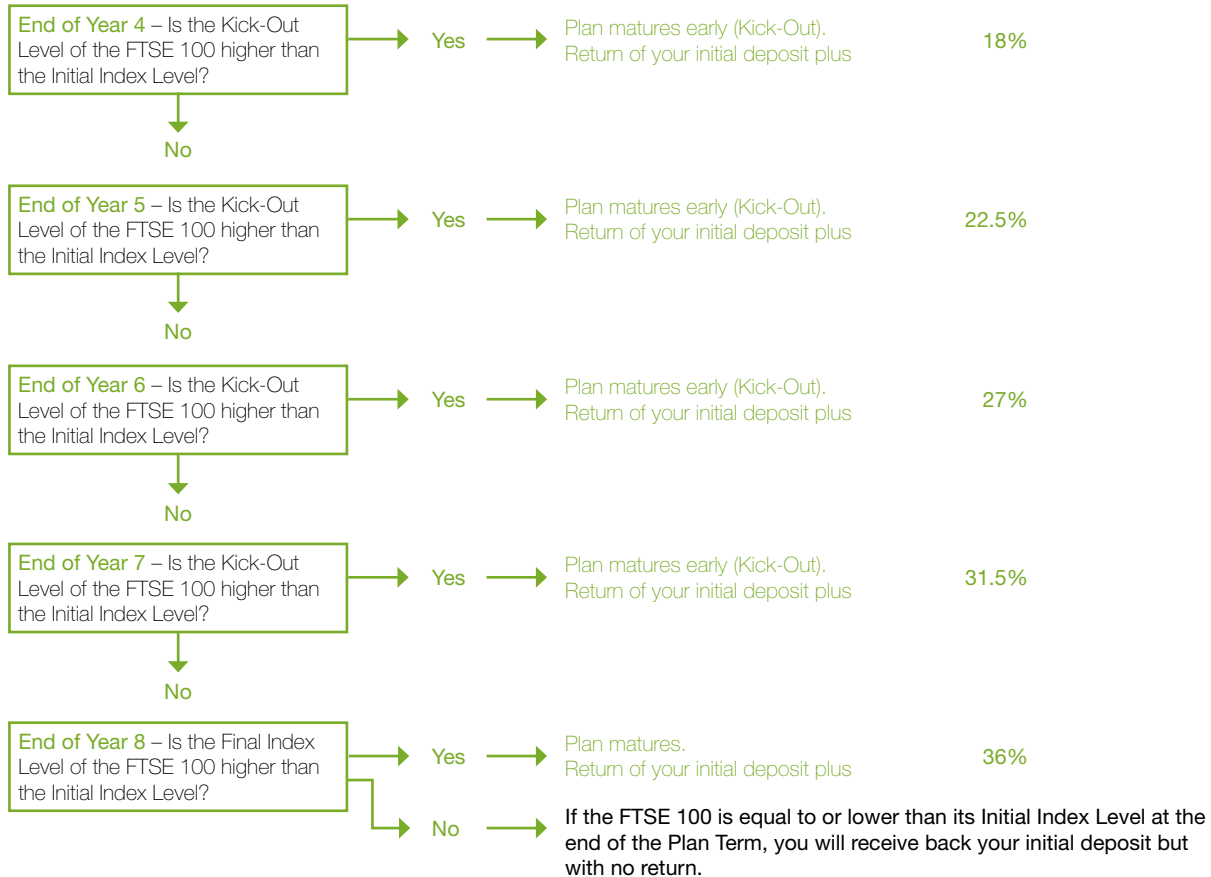 End of Year 4 – Is the Kick-Out
Level of the FTSE 100 higher than
the Initial Index Level?
Yes
Plan matures early (Kick-Out).
Return of your initial deposit plus
18%
No
End of Year 5 – Is the Kick-Out
Level of the FTSE 100 higher than
the Initial Index Level?
Yes
Plan matures early (Kick-Out).
Return of your initial deposit plus
22.5%
No
End of Year 6 – Is the Kick-Out
Level of the FTSE 100 higher than
the Initial Index Level?
Yes
Plan matures early (Kick-Out).
Return of your initial deposit plus
27%
No
End of Year 7 – Is the Kick-Out
Level of the FTSE 100 higher than
the Initial Index Level?
Yes
Plan matures early (Kick-Out).
Return of your initial deposit plus
31.5%
No
End of Year 8 – Is the Final Index
Level of the FTSE 100 higher than
the Initial Index Level?
Yes
Plan matures.
Return of your initial deposit plus
36%
No
If the FTSE 100 is equal to or lower than its Initial Index Level at the
end of the Plan Term, you will receive back your initial deposit but
with no return.